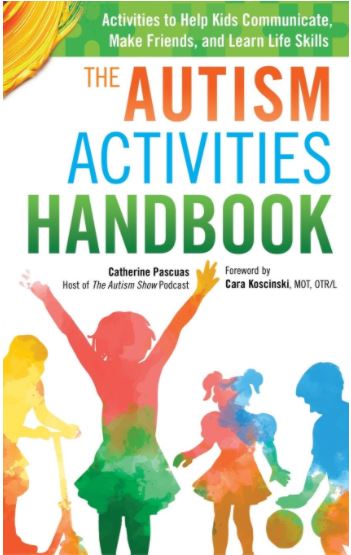 Activities to Help Kids Communicate,
Make Friends, and Learn Life Skills
THE AUTISM
ACTIVITIES
HANDBOOK
Catherine Pascuas
Host of The Autism Show Podcast
Foreword by
Cara Koscinski, MOT, OTR/L